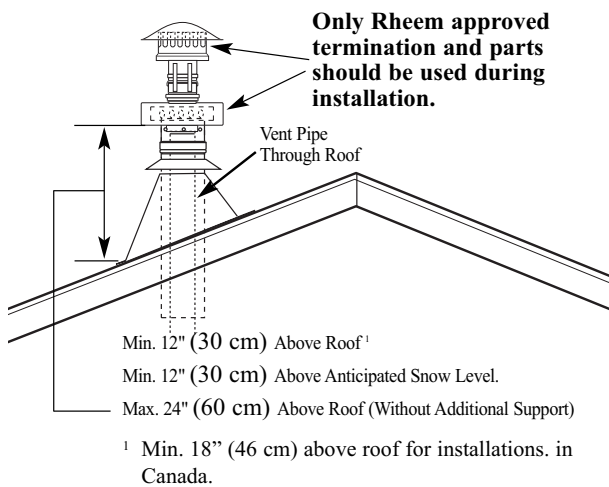 Only Rheem approved
termination and parts
should be used during
installation.
Vent Pipe
Through Roof
Min. 12" (30 cm) Above Roof ¹
Min. 12" (30 cm) Above Anticipated Snow Level.
Max. 24" (60 cm) Above Roof (Without Additional Support)
¹ Min. 18” (46 cm) above roof for installations. in
Canada.